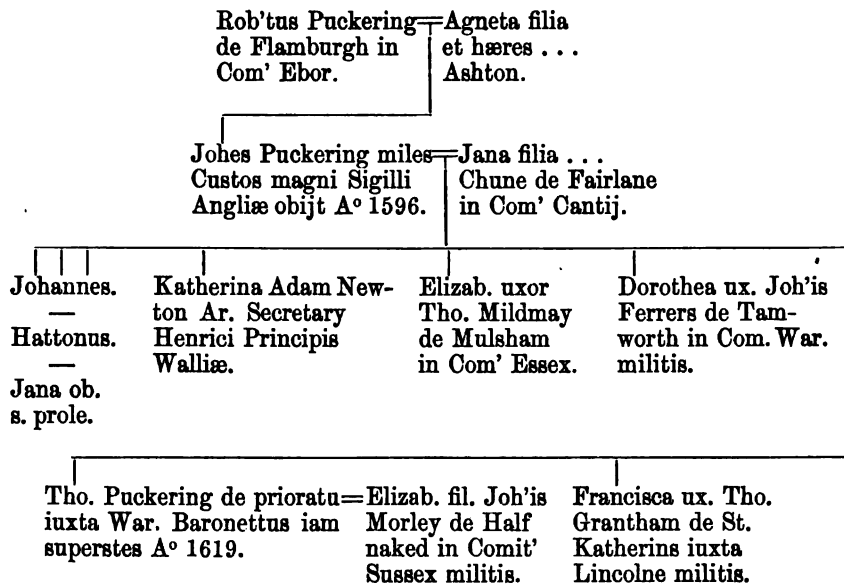 Rob'tus Puckering=Agneta filia
de Flamburgh in et hæres . . .
Com' Ebor. Ashton.
Johes Puckering miles=Jana filia . . .
Custos magni Sigilli Chune de Fairlane
Angliæ obijt Aº 1596. in Com' Cantij.
Johannes.
—
Hattonus.
—
Jana ob.
s. prole.
Katherina Adam New-
ton Ar. Secretary
Henrici Principis
Walliæ.
Elizab. uxor
Tho. Mildmay
de Mulsham
in Com' Essex.
Dorothea ux. Joh'is
Ferrers de Tam-
worth in Com. War.
militis.
Tho. Puckering de prioratu=Elizab. fil. Joh'is
iuxta War. Baronettus iam Morley de Half
superstes Aº 1619. naked in Comit'
Sussex militis.
Francisca ux. Tho.
Grantham de St.
Katherins iuxta
Lincolne militis.